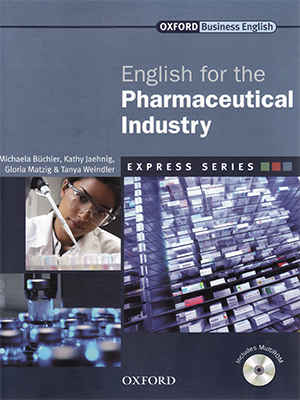 OXFORD Business English
English for the
Pharmaceutical
Industry
Michaela Büchler, Kathy Jaehnig,
Gloria Matzig & Tanya Weindler
EXPRESS SERIES
Includes MultiROM
OXFORD